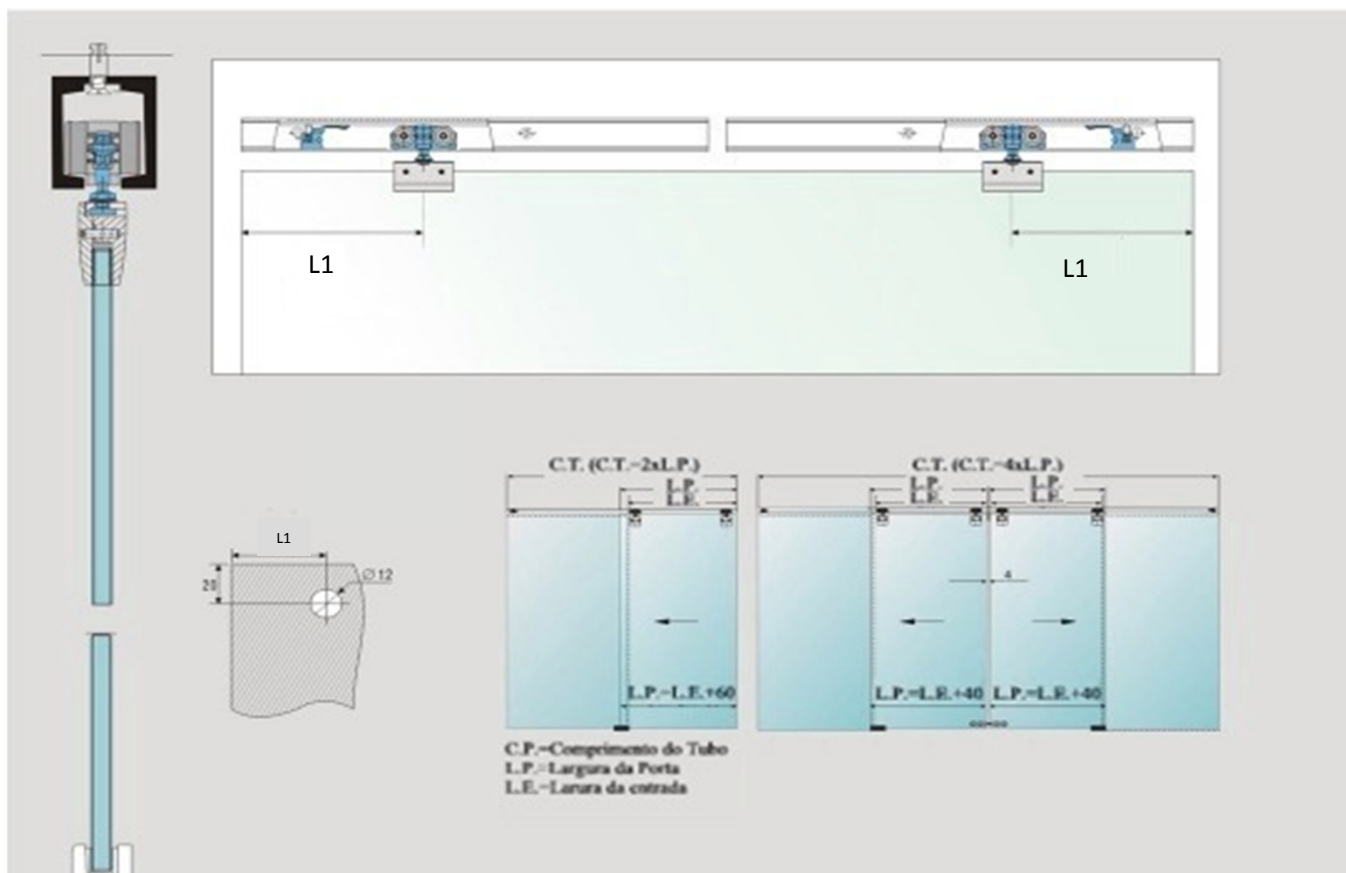 L1
L1
C.T. (C.T.=2xL.P.)
L.P.
L.E.
C.T. (C.T.=4xL.P.)
L.P.
L.E.
L.P.
L.E.
L1
20
∅12
4
L.P.=L.E.+60
L.P.=L.E.+40
L.P.=L.E.+40
C.P.=Comprimento do Tubo
L.P.=Largura da Porta
L.E.=Larura da entrada